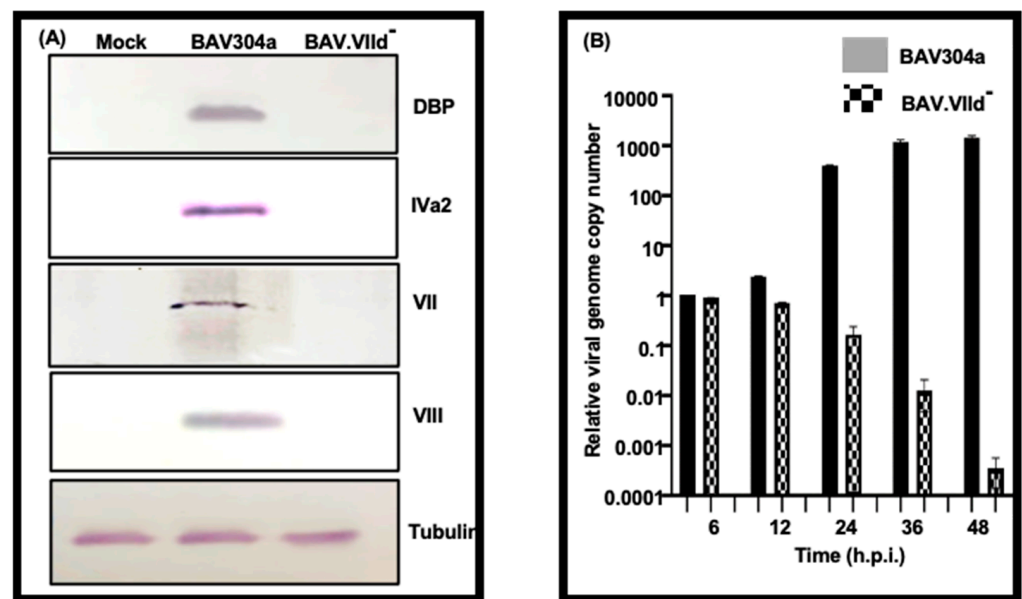 (A) Mock BAV304a BAV.VIId⁻
DBP
IVa2
VII
VIII
Tubulin
(B)
BAV304a
BAV.VIId⁻
Relative viral genome copy number
10000
1000
100
10
1
0.1
0.01
0.001
0.0001
6 12 24 36 48
Time (h.p.i.)